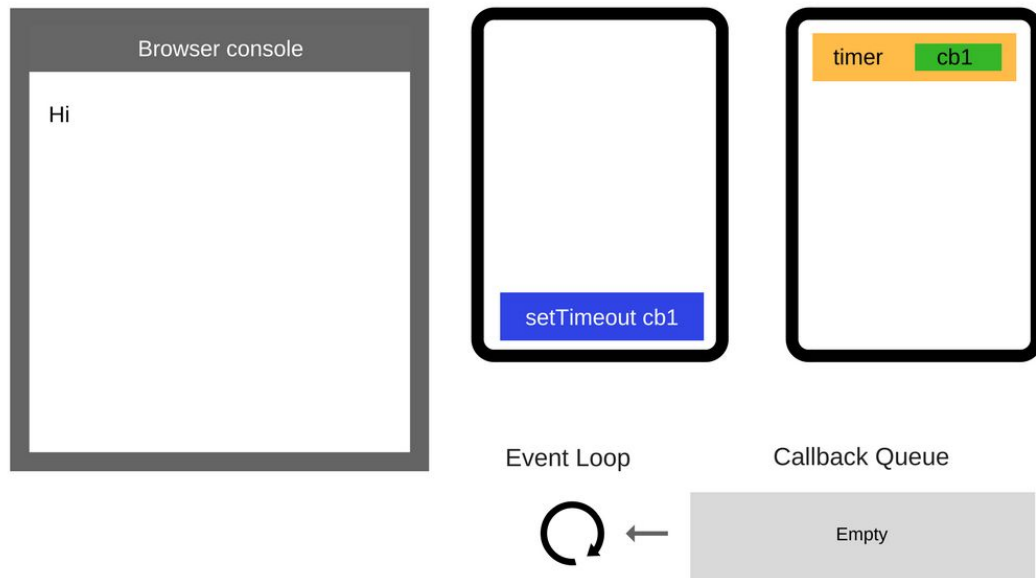 Browser console
Hi
setTimeout cb1
timer cb1
Event Loop
Callback Queue
Empty